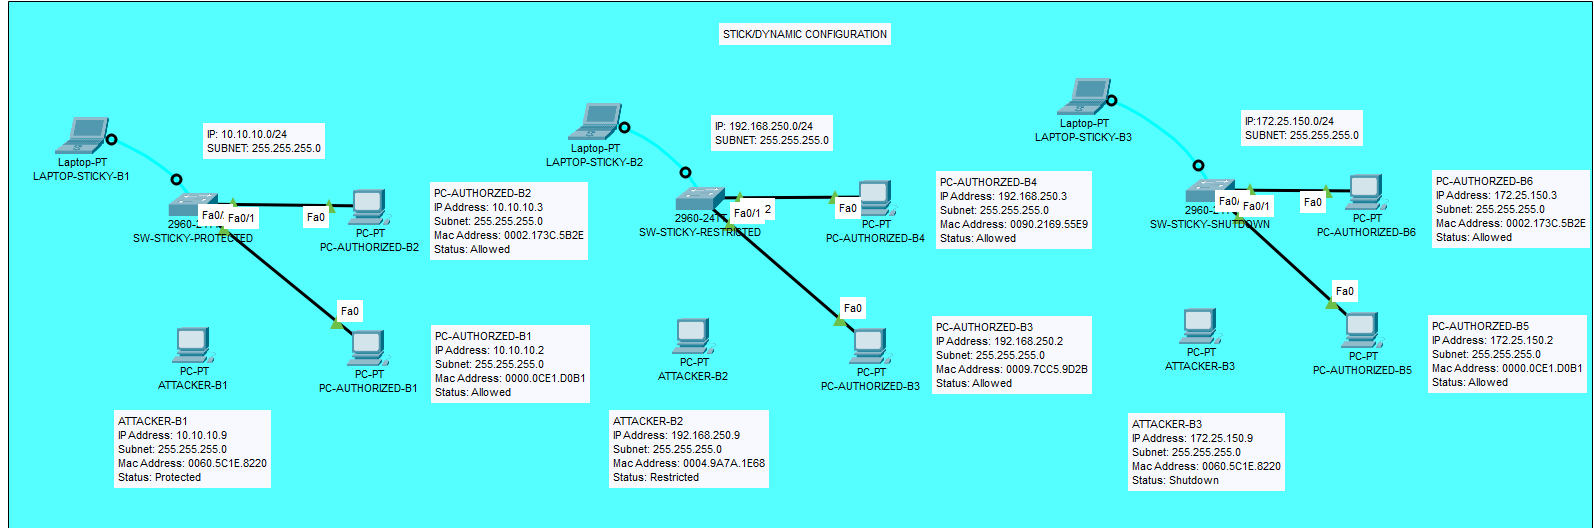 STICK/DYNAMIC CONFIGURATION
IP: 10.10.10.0/24
SUBNET: 255.255.255.0
Laptop-PT
LAPTOP-STICKY-B1
Fa0/1
Fa0
SW-STICKY-PROTECTED
PC-PT
PC-AUTHORIZED-B2
PC-AUTHORZED-B2
IP Address: 10.10.10.3
Subnet: 255.255.255.0
Mac Address: 0002.173C.5B2E
Status: Allowed
Fa0
PC-PT
PC-AUTHORIZED-B1
PC-AUTHORZED-B1
IP Address: 10.10.10.2
Subnet: 255.255.255.0
Mac Address: 0000.0CE1.D0B1
Status: Allowed
PC-PT
ATTACKER-B1
ATTACKER-B1
IP Address: 10.10.10.9
Subnet: 255.255.255.0
Mac Address: 0060.5C1E.8220
Status: Protected
IP: 192.168.250.0/24
SUBNET: 255.255.255.0
Laptop-PT
LAPTOP-STICKY-B2
Fa0/1
2
Fa0
SW-STICKY-RESTRICTED
PC-PT
PC-AUTHORIZED-B4
PC-AUTHORZED-B4
IP Address: 192.168.250.3
Subnet: 255.255.255.0
Mac Address: 0090.2169.55E9
Status: Allowed
Fa0
PC-PT
PC-AUTHORIZED-B3
PC-AUTHORZED-B3
IP Address: 192.168.250.2
Subnet: 255.255.255.0
Mac Address: 0009.7CC5.9D2B
Status: Allowed
PC-PT
ATTACKER-B2
ATTACKER-B2
IP Address: 192.168.250.9
Subnet: 255.255.255.0
Mac Address: 0004.9A7A.1E68
Status: Restricted
IP:172.25.150.0/24
SUBNET: 255.255.255.0
Laptop-PT
LAPTOP-STICKY-B3
Fa0/1
Fa0
SW-STICKY-SHUTDOWN
PC-PT
PC-AUTHORIZED-B6
PC-AUTHORZED-B6
IP Address: 172.25.150.3
Subnet: 255.255.255.0
Mac Address: 0002.173C.5B2E
Status: Allowed
Fa0
PC-PT
PC-AUTHORIZED-B5
PC-AUTHORZED-B5
IP Address: 172.25.150.2
Subnet: 255.255.255.0
Mac Address: 0000.0CE1.D0B1
Status: Allowed
PC-PT
ATTACKER-B3
ATTACKER-B3
IP Address: 172.25.150.9
Subnet: 255.255.255.0
Mac Address: 0060.5C1E.8220
Status: Shutdown